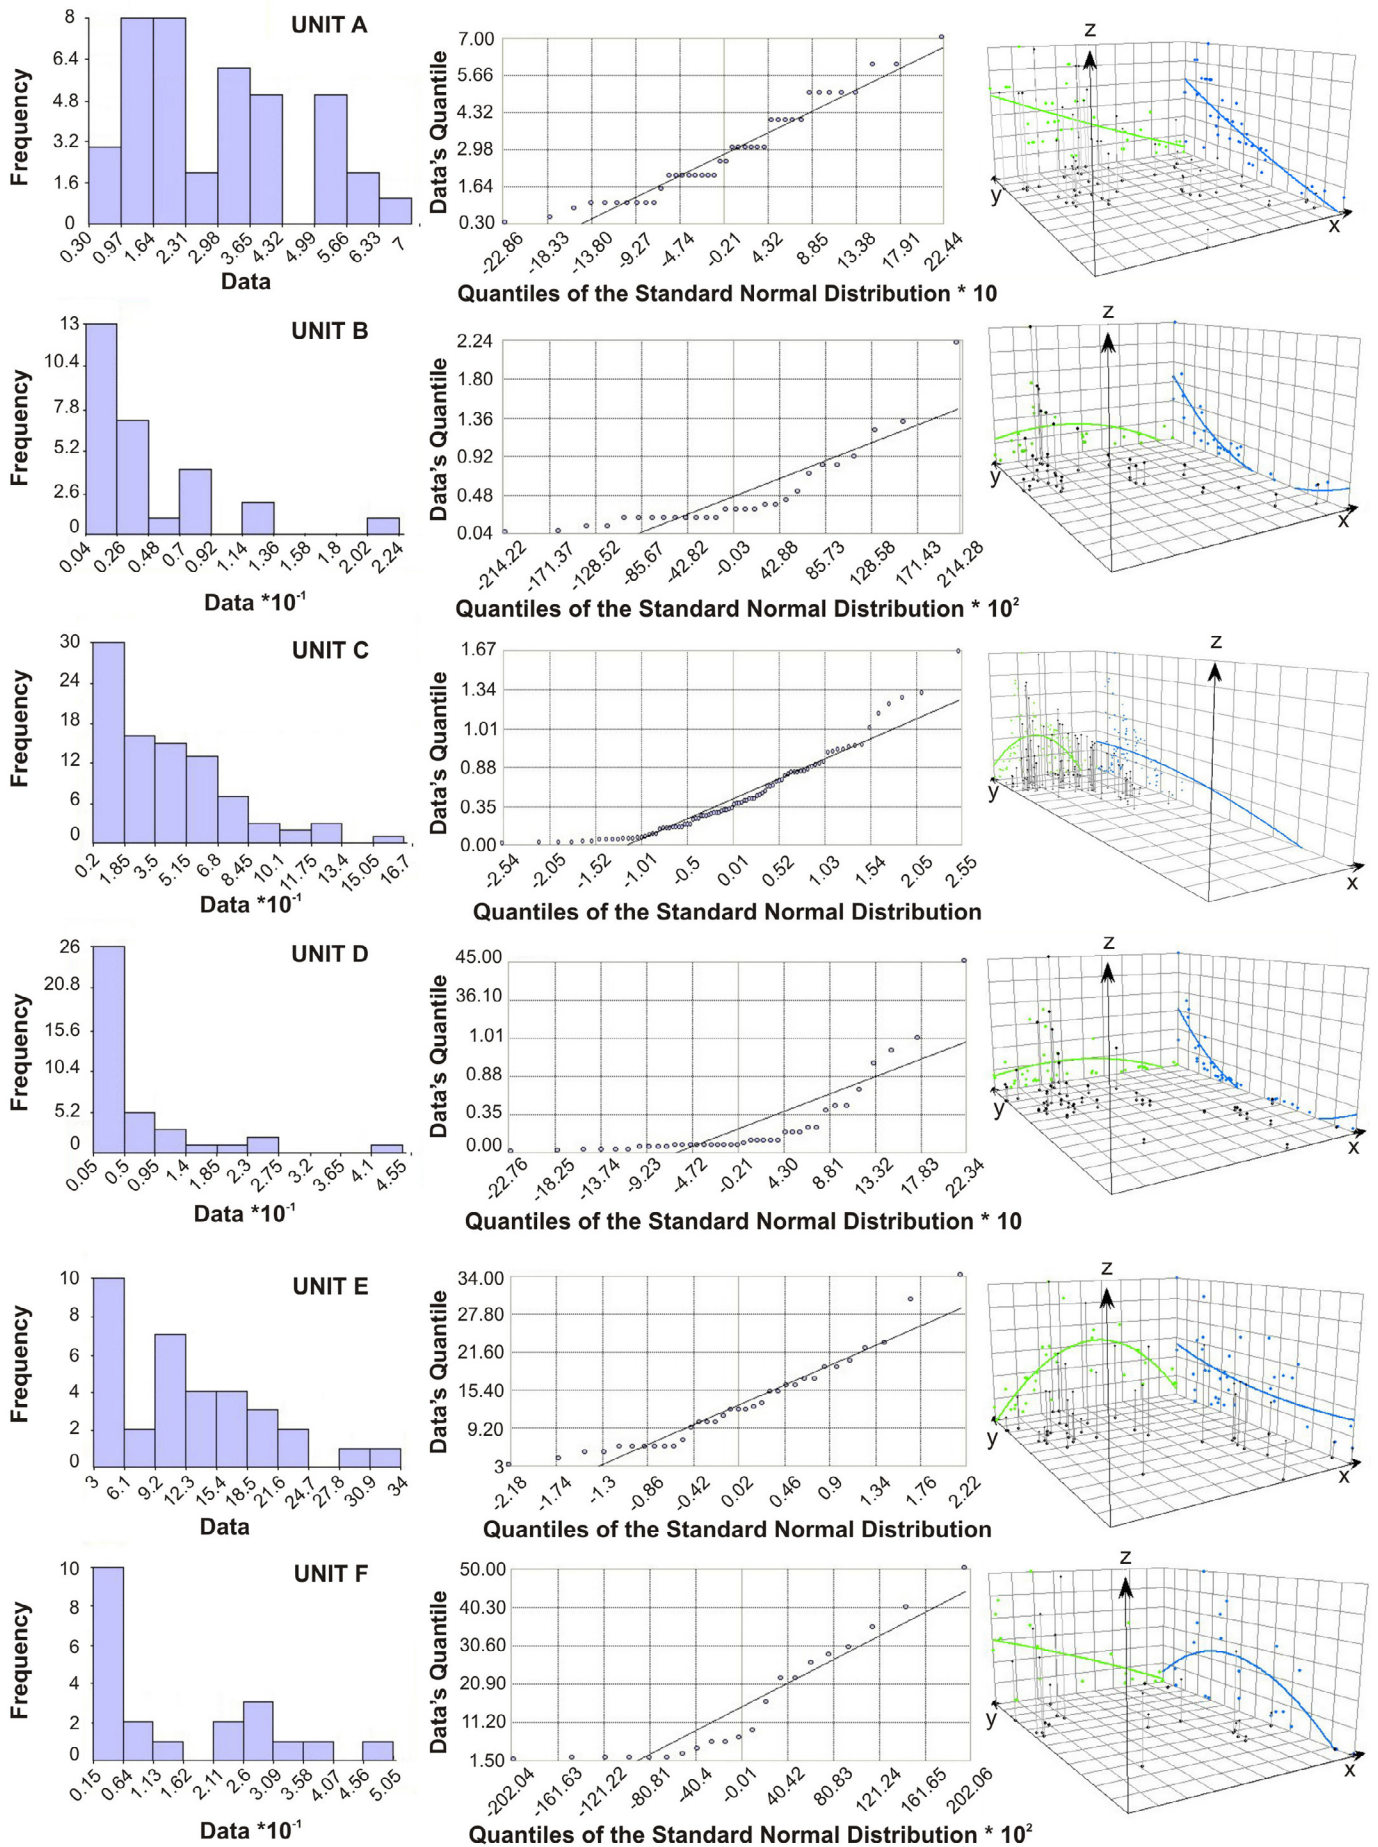 UNIT A
Frequency
8
6.4
4.8
3.2
1.6
0
0.30 0.97 1.64 2.31 2.98 3.65 4.32 4.99 5.66 6.33 7
Data
Data's Quantile
7.00
5.66
4.32
2.98
1.64
0.30
-22.86 -18.33 -13.80 -9.27 -4.74 -0.21 4.32 8.85 13.38 17.91 22.44
Quantiles of the Standard Normal Distribution * 10
z
y
x
UNIT B
Frequency
13
10.4
7.8
5.2
2.6
0
0.04 0.26 0.48 0.7 0.92 1.14 1.36 1.58 1.8 2.02 2.24
Data *10-1
Data's Quantile
2.24
1.80
1.36
0.92
0.48
0.04
-214.22 -171.37 -128.52 -85.67 -42.82 -0.03 42.88 85.73 128.58 171.43 214.28
Quantiles of the Standard Normal Distribution * 10²
z
y
x
UNIT C
Frequency
30
24
18
12
6
0
0.2 1.85 3.5 5.15 6.8 8.45 10.1 11.75 13.4 15.05 16.7
Data *10-1
Data's Quantile
1.67
1.34
1.01
0.88
0.35
0.00
-2.54 -2.05 -1.52 -1.01 -0.5 0.01 0.52 1.03 1.54 2.05 2.55
Quantiles of the Standard Normal Distribution
z
y
x
UNIT D
Frequency
26
20.8
15.6
10.4
5.2
0
0.05 0.5 0.95 1.4 1.85 2.3 2.75 3.2 3.65 4.1 4.55
Data *10-1
Data's Quantile
45.00
36.10
1.01
0.88
0.35
0.00
-22.76 -18.25 -13.74 -9.23 -4.72 -0.21 4.30 8.81 13.32 17.83 22.34
Quantiles of the Standard Normal Distribution * 10
z
y
x
UNIT E
Frequency
10
8
6
4
2
0
3 6.1 9.2 12.3 15.4 18.5 21.6 24.7 27.8 30.9 34
Data
Data's Quantile
34.00
27.80
21.60
15.40
9.20
3
-2.18 -1.74 -1.3 -0.86 -0.42 0.02 0.46 0.9 1.34 1.76 2.22
Quantiles of the Standard Normal Distribution
z
y
x
UNIT F
Frequency
10
8
6
4
2
0
0.15 0.64 1.13 1.62 2.11 2.6 3.09 3.58 4.07 4.56 5.05
Data *10-1
Data's Quantile
50.00
40.30
30.60
20.90
11.20
1.50
-202.04 -161.63 -121.22 -80.81 -40.4 -0.01 40.42 80.83 121.24 161.65 202.06
Quantiles of the Standard Normal Distribution * 10²
z
y
x